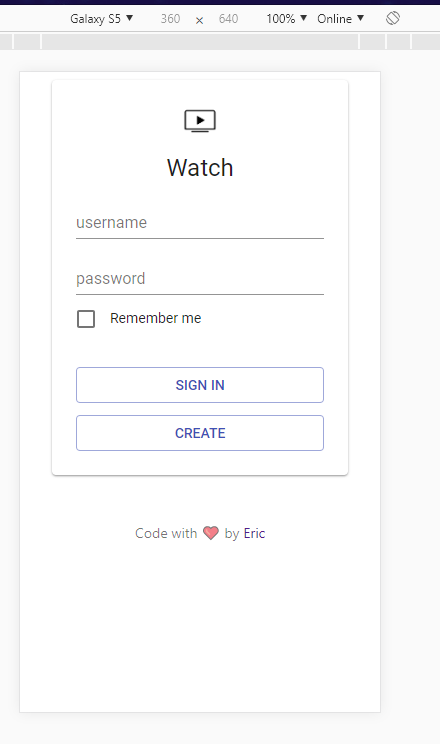 Galaxy S5 ▼ 360 × 640 100% ▼ Online ▼
Watch
username
password
Remember me
SIGN IN
CREATE
Code with ❤ by Eric